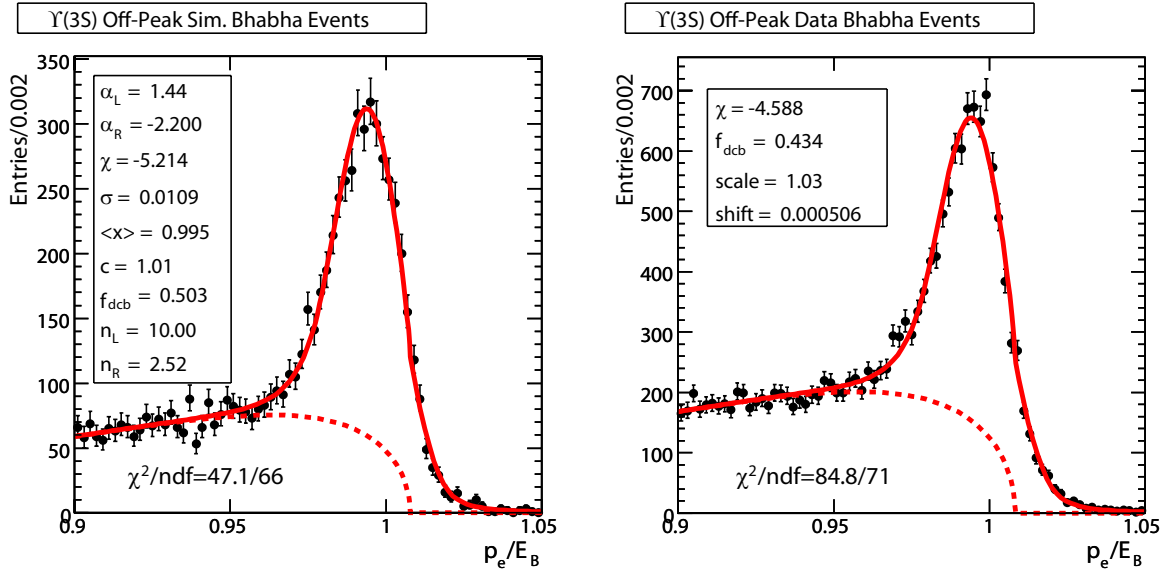 ϒ(3S) Off-Peak Sim. Bhabha Events
Entries/0.002
350
300
250
200
150
100
50
0
α_L = 1.44
α_R = -2.200
χ = -5.214
σ = 0.0109
<x> = 0.995
c = 1.01
f_dcb = 0.503
n_L = 10.00
n_R = 2.52
χ²/ndf=47.1/66
0.9 0.95 1 1.05
p_e/E_B
ϒ(3S) Off-Peak Data Bhabha Events
Entries/0.002
700
600
500
400
300
200
100
0
χ = -4.588
f_dcb = 0.434
scale = 1.03
shift = 0.000506
χ²/ndf=84.8/71
0.9 0.95 1 1.05
p_e/E_B